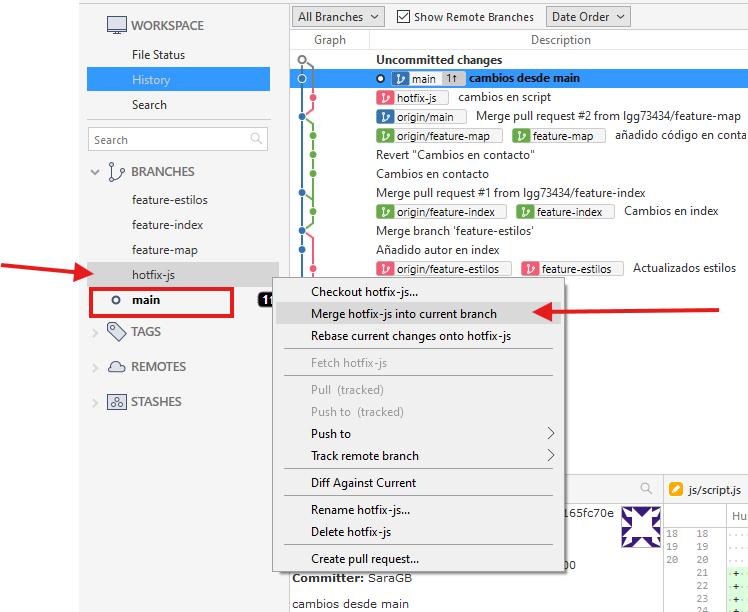 WORKSPACE
File Status
History
Search
Search
BRANCHES
feature-estilos
feature-index
feature-map
hotfix-js
main
TAGS
REMOTES
STASHES
All Branches
Show Remote Branches
Date Order
Graph
Description
Uncommitted changes
main 1↑ cambios desde main
hotfix-js cambios en script
origin/main Merge pull request #2 from lgg73434/feature-map
origin/feature-map feature-map añadido código en conta
Revert "Cambios en contacto"
Cambios en contacto
Merge pull request #1 from lgg73434/feature-index
origin/feature-index feature-index Cambios en index
Merge branch 'feature-estilos'
Añadido autor en index
origin/feature-estilos feature-estilos Actualizados estilos
Checkout hotfix-js...
Merge hotfix-js into current branch
Rebase current changes onto hotfix-js
Fetch hotfix-js
Pull (tracked)
Push to (tracked)
Push to
Track remote branch
Diff Against Current
Rename hotfix-js...
Delete hotfix-js
Create pull request...
165fc70e
00
Committer: SaraGB
cambios desde main
js/script.js
Hu
18 18
19 19
20 20
21 +
22 +
23 +
24 +